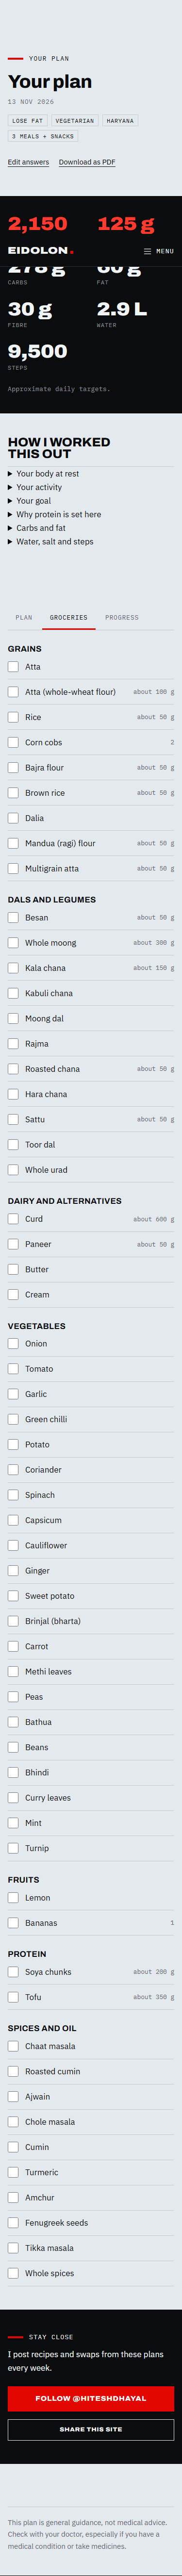 YOUR PLAN
Your plan
13 NOV 2026
LOSE FAT
VEGETARIAN
HARYANA
3 MEALS + SNACKS
Edit answers
Download as PDF
2,150
125 g
EIDOLON.
MENU
CARBS
FAT
30 g
2.9 L
FIBRE
WATER
9,500
STEPS
Approximate daily targets.
HOW I WORKED
THIS OUT
Your body at rest
Your activity
Your goal
Why protein is set here
Carbs and fat
Water, salt and steps
PLAN
GROCERIES
PROGRESS
GRAINS
Atta
Atta (whole-wheat flour) about 100 g
Rice about 50 g
Corn cobs 2
Bajra flour about 50 g
Brown rice about 50 g
Dalia
Mandua (ragi) flour about 50 g
Multigrain atta about 50 g
DALS AND LEGUMES
Besan about 50 g
Whole moong about 300 g
Kala chana about 150 g
Kabuli chana
Moong dal
Rajma
Roasted chana about 50 g
Hara chana
Sattu about 50 g
Toor dal
Whole urad
DAIRY AND ALTERNATIVES
Curd about 600 g
Paneer about 50 g
Butter
Cream
VEGETABLES
Onion
Tomato
Garlic
Green chilli
Potato
Coriander
Spinach
Capsicum
Cauliflower
Ginger
Sweet potato
Brinjal (bharta)
Carrot
Methi leaves
Peas
Bathua
Beans
Bhindi
Curry leaves
Mint
Turnip
FRUITS
Lemon
Bananas 1
PROTEIN
Soya chunks about 200 g
Tofu about 350 g
SPICES AND OIL
Chaat masala
Roasted cumin
Ajwain
Chole masala
Cumin
Turmeric
Amchur
Fenugreek seeds
Tikka masala
Whole spices
STAY CLOSE
I post recipes and swaps from these plans
every week.
FOLLOW @HITESHDHAYAL
SHARE THIS SITE
This plan is general guidance, not medical advice.
Check with your doctor, especially if you have a
medical condition or take medicines.